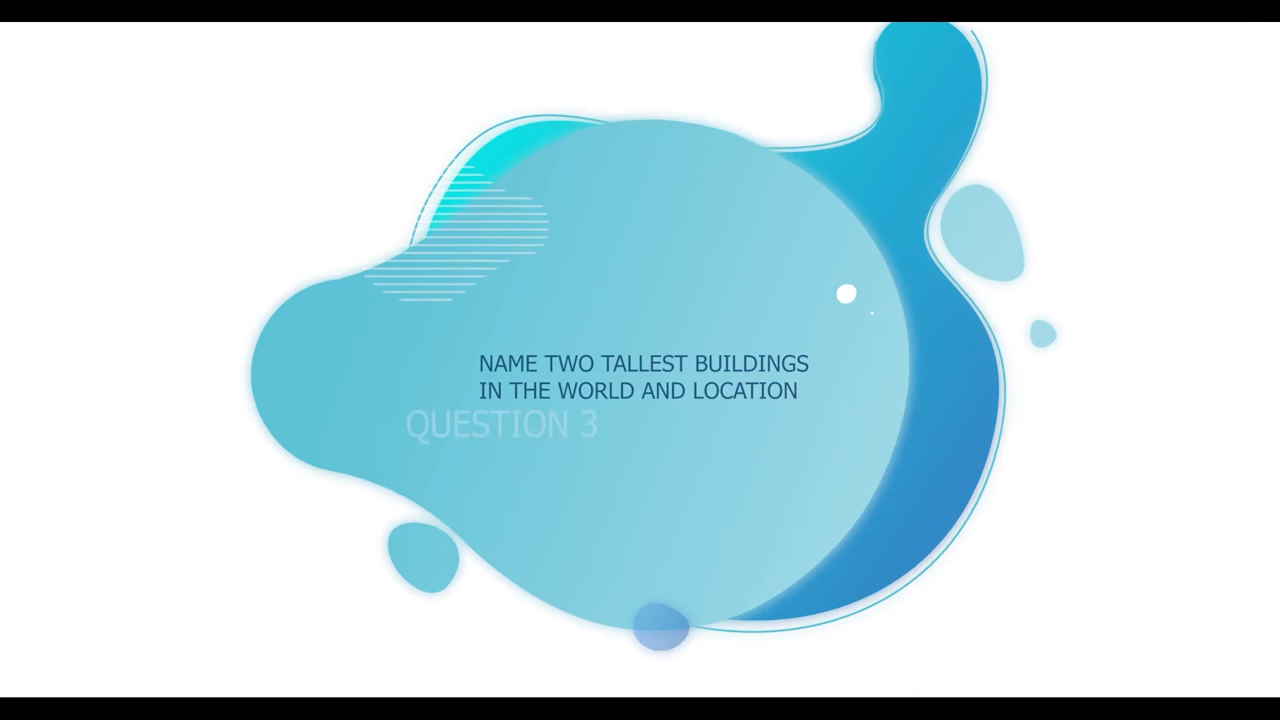 NAME TWO TALLEST BUILDINGS
IN THE WORLD AND LOCATION
QUESTION 3